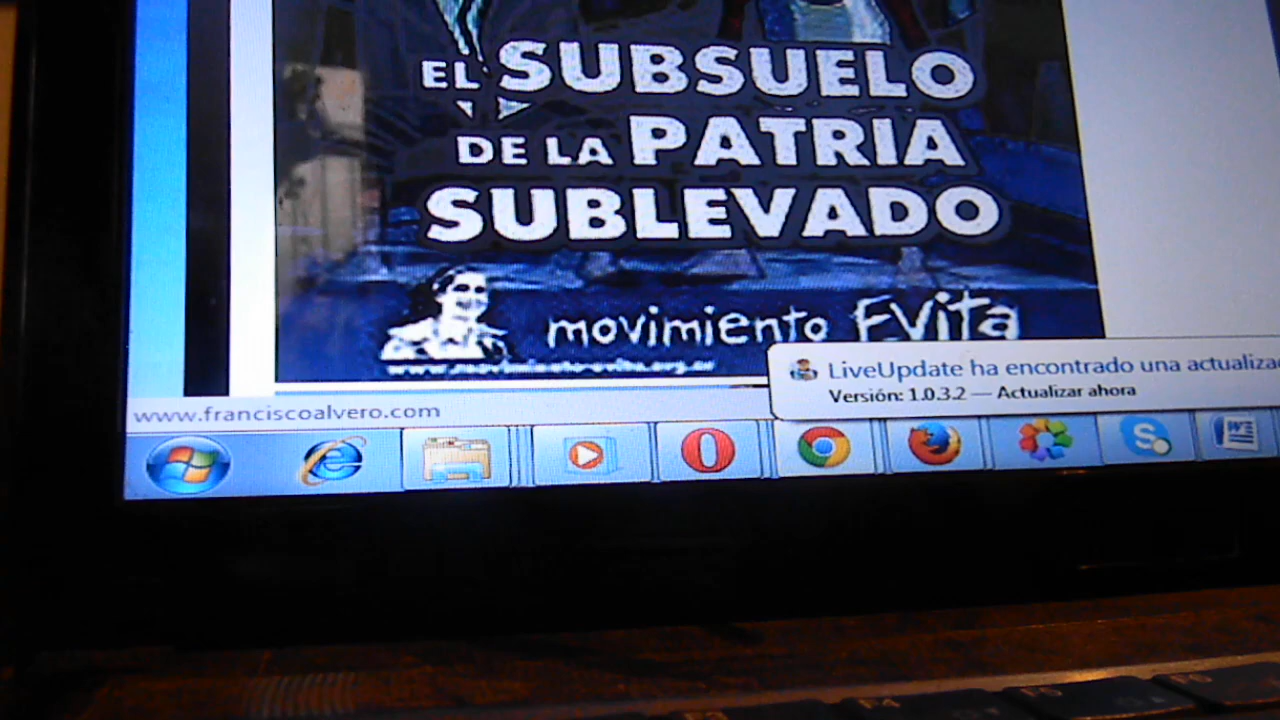 EL SUBSUELO
DE LA PATRIA
SUBLEVADO
movimiento Evita
LiveUpdate ha encontrado una
Versión: 1.0.3.2 — Actualizar ahora
www.franciscoalvero.com